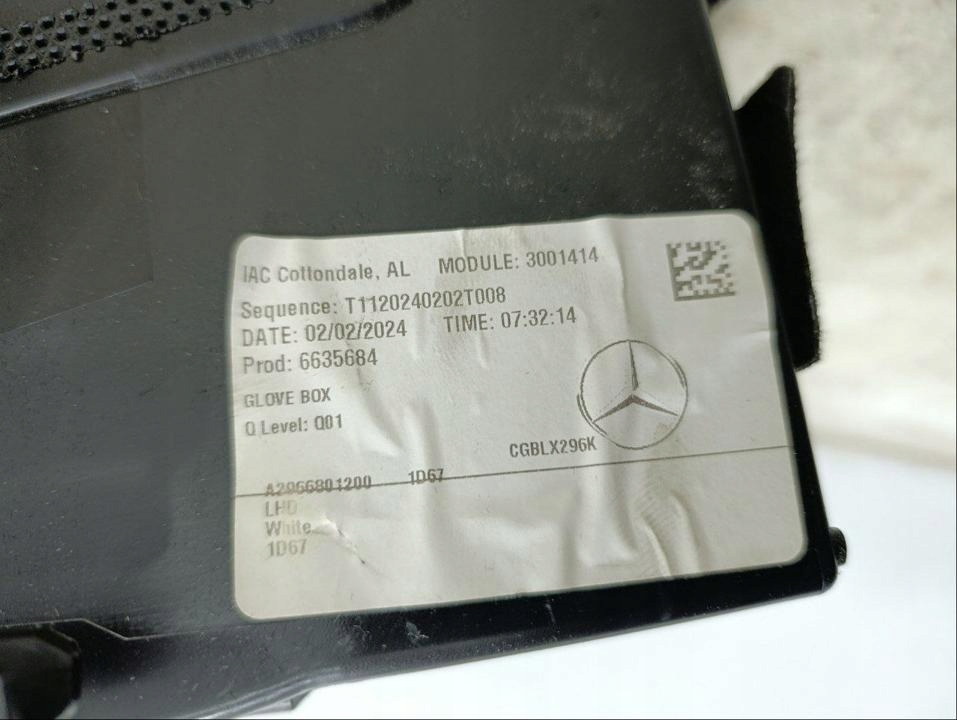 IAC Cottondale, AL MODULE: 3001414
Sequence: T1120240202T008
DATE: 02/02/2024 TIME: 07:32:14
Prod: 6635684
GLOVE BOX
Q Level: Q01
CGBLX296K
A2966801200 1D67
LHD
White
1D67